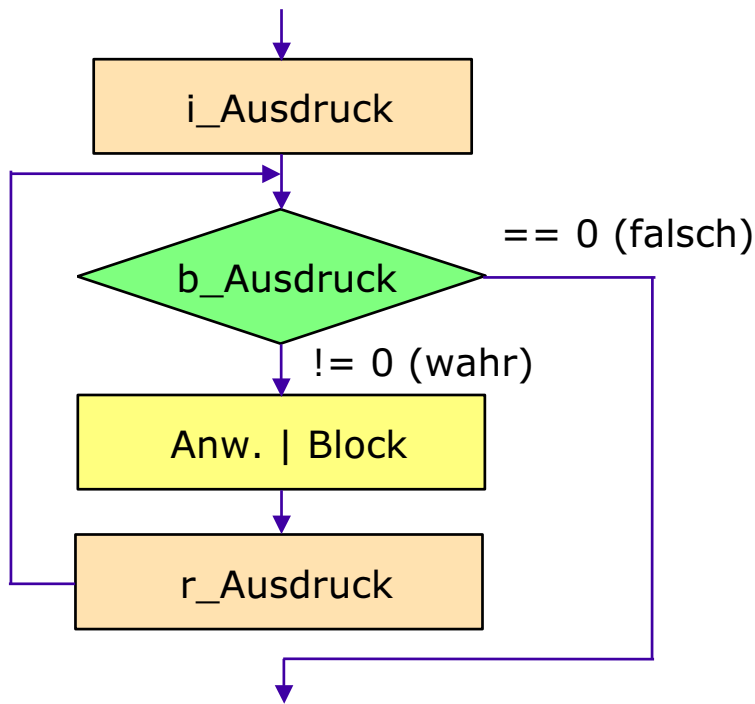 i_Ausdruck
== 0 (falsch)
b_Ausdruck
!= 0 (wahr)
Anw. | Block
r_Ausdruck